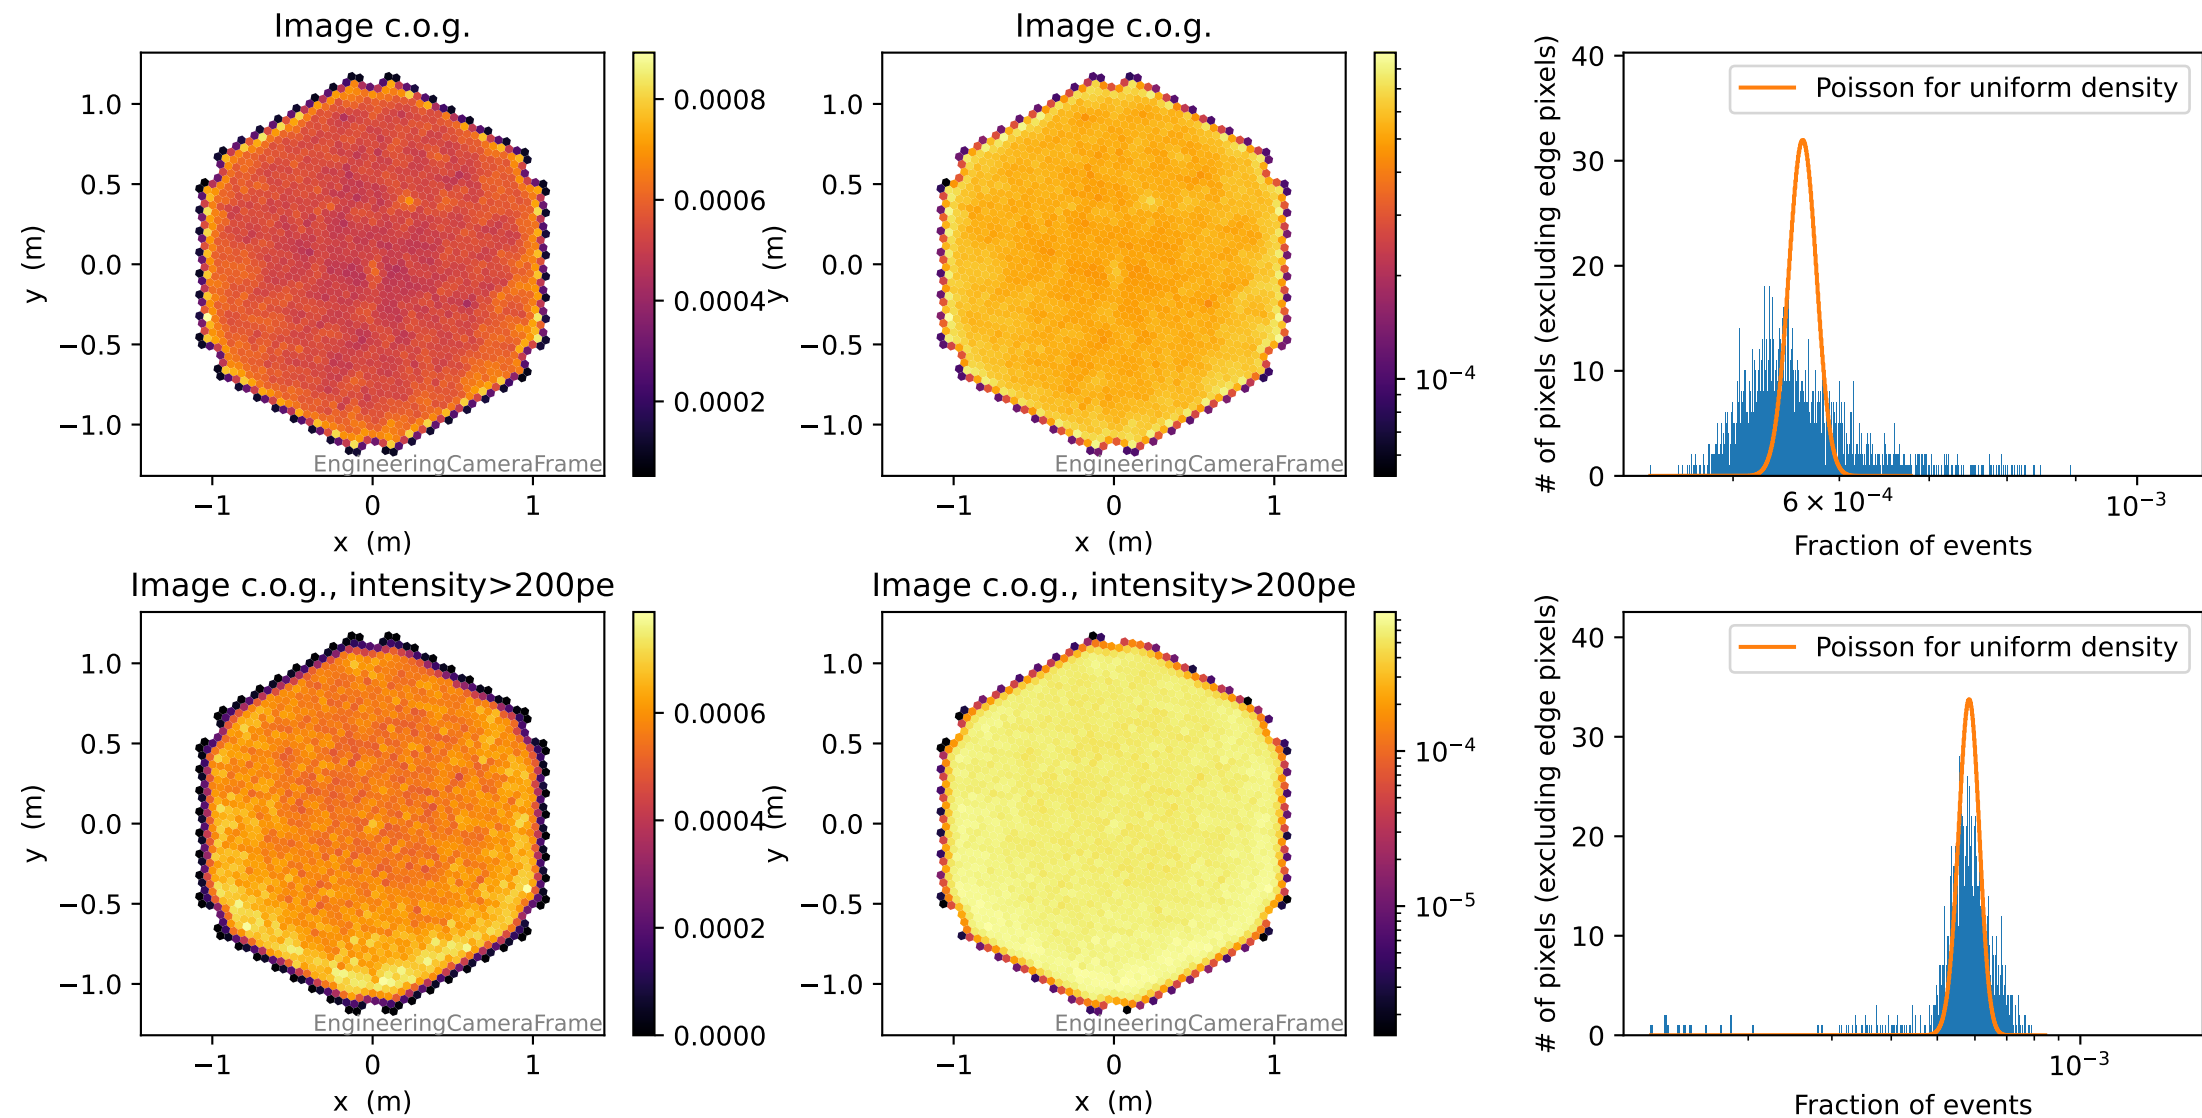 Image c.o.g.
1.0
0.5
0.0
−0.5
−1.0
y (m)
−1
0
1
x (m)
EngineeringCameraFrame
0.0008
0.0006
0.0004
0.0002
Image c.o.g.
1.0
0.5
0.0
−0.5
−1.0
y (m)
−1
0
1
x (m)
EngineeringCameraFrame
10⁻⁴
# of pixels (excluding edge pixels)
40
30
20
10
0
Poisson for uniform density
6 × 10⁻⁴
10⁻³
Fraction of events
Image c.o.g., intensity>200pe
1.0
0.5
0.0
−0.5
−1.0
y (m)
−1
0
1
x (m)
EngineeringCameraFrame
0.0006
0.0004
0.0002
0.0000
Image c.o.g., intensity>200pe
1.0
0.5
0.0
−0.5
−1.0
y (m)
−1
0
1
x (m)
EngineeringCameraFrame
10⁻⁴
10⁻⁵
# of pixels (excluding edge pixels)
40
30
20
10
0
Poisson for uniform density
10⁻³
Fraction of events